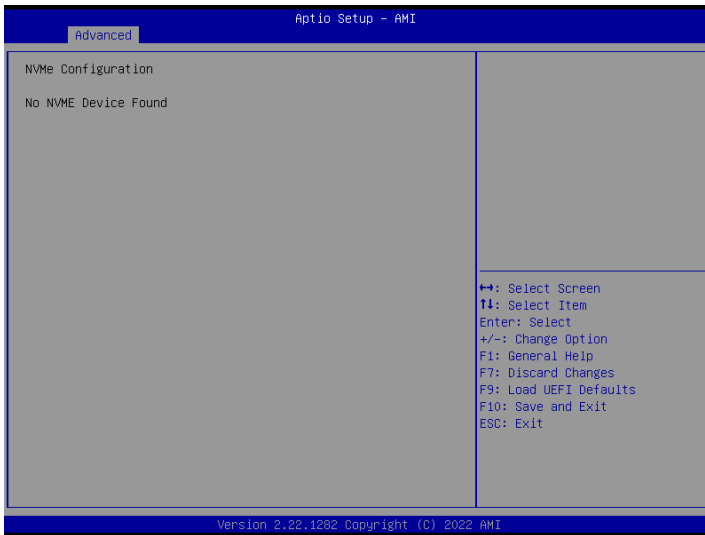 Aptio Setup – AMI
Advanced
NVMe Configuration
No NVME Device Found
↔: Select Screen
↑↓: Select Item
Enter: Select
+/-: Change Option
F1: General Help
F7: Discard Changes
F9: Load UEFI Defaults
F10: Save and Exit
ESC: Exit
Version 2.22.1282 Copyright (C) 2022 AMI